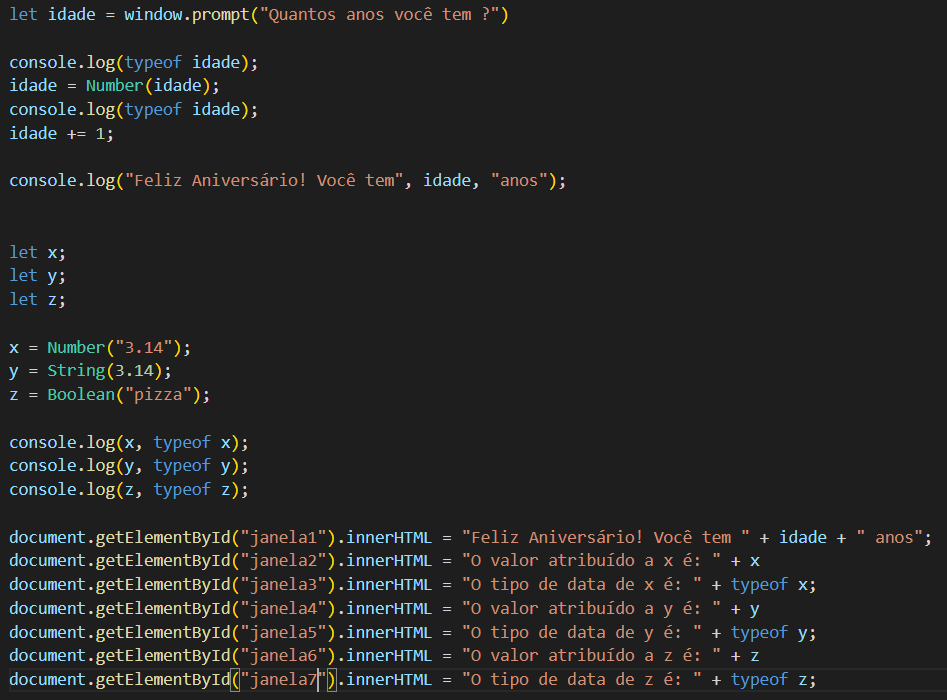 let idade = window.prompt("Quantos anos você tem ?")
console.log(typeof idade);
idade = Number(idade);
console.log(typeof idade);
idade += 1;
console.log("Feliz Aniversário! Você tem", idade, "anos");
let x;
let y;
let z;
x = Number("3.14");
y = String(3.14);
z = Boolean("pizza");
console.log(x, typeof x);
console.log(y, typeof y);
console.log(z, typeof z);
document.getElementById("janela1").innerHTML = "Feliz Aniversário! Você tem " + idade + " anos";
document.getElementById("janela2").innerHTML = "O valor atribuído a x é: " + x
document.getElementById("janela3").innerHTML = "O tipo de data de x é: " + typeof x;
document.getElementById("janela4").innerHTML = "O valor atribuído a y é: " + y
document.getElementById("janela5").innerHTML = "O tipo de data de y é: " + typeof y;
document.getElementById("janela6").innerHTML = "O valor atribuído a z é: " + z
document.getElementById("janela7").innerHTML = "O tipo de data de z é: " + typeof z;